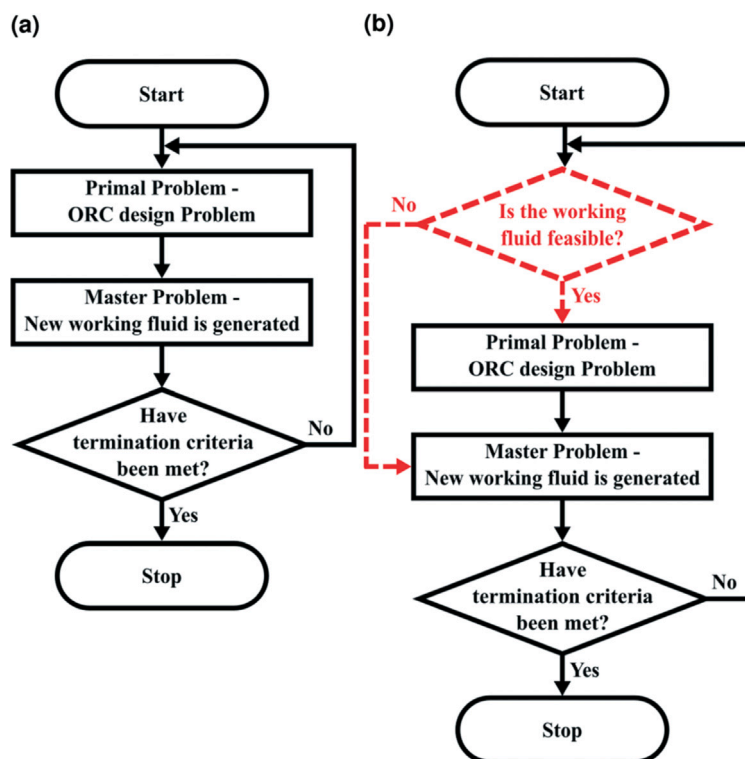 (a)
Start
Primal Problem -
ORC design Problem
Master Problem -
New working fluid is generated
Have
termination criteria
been met?
No
Yes
Stop
(b)
Start
Is the working
fluid feasible?
No
Yes
Primal Problem -
ORC design Problem
Master Problem -
New working fluid is generated
Have
termination criteria
been met?
No
Yes
Stop